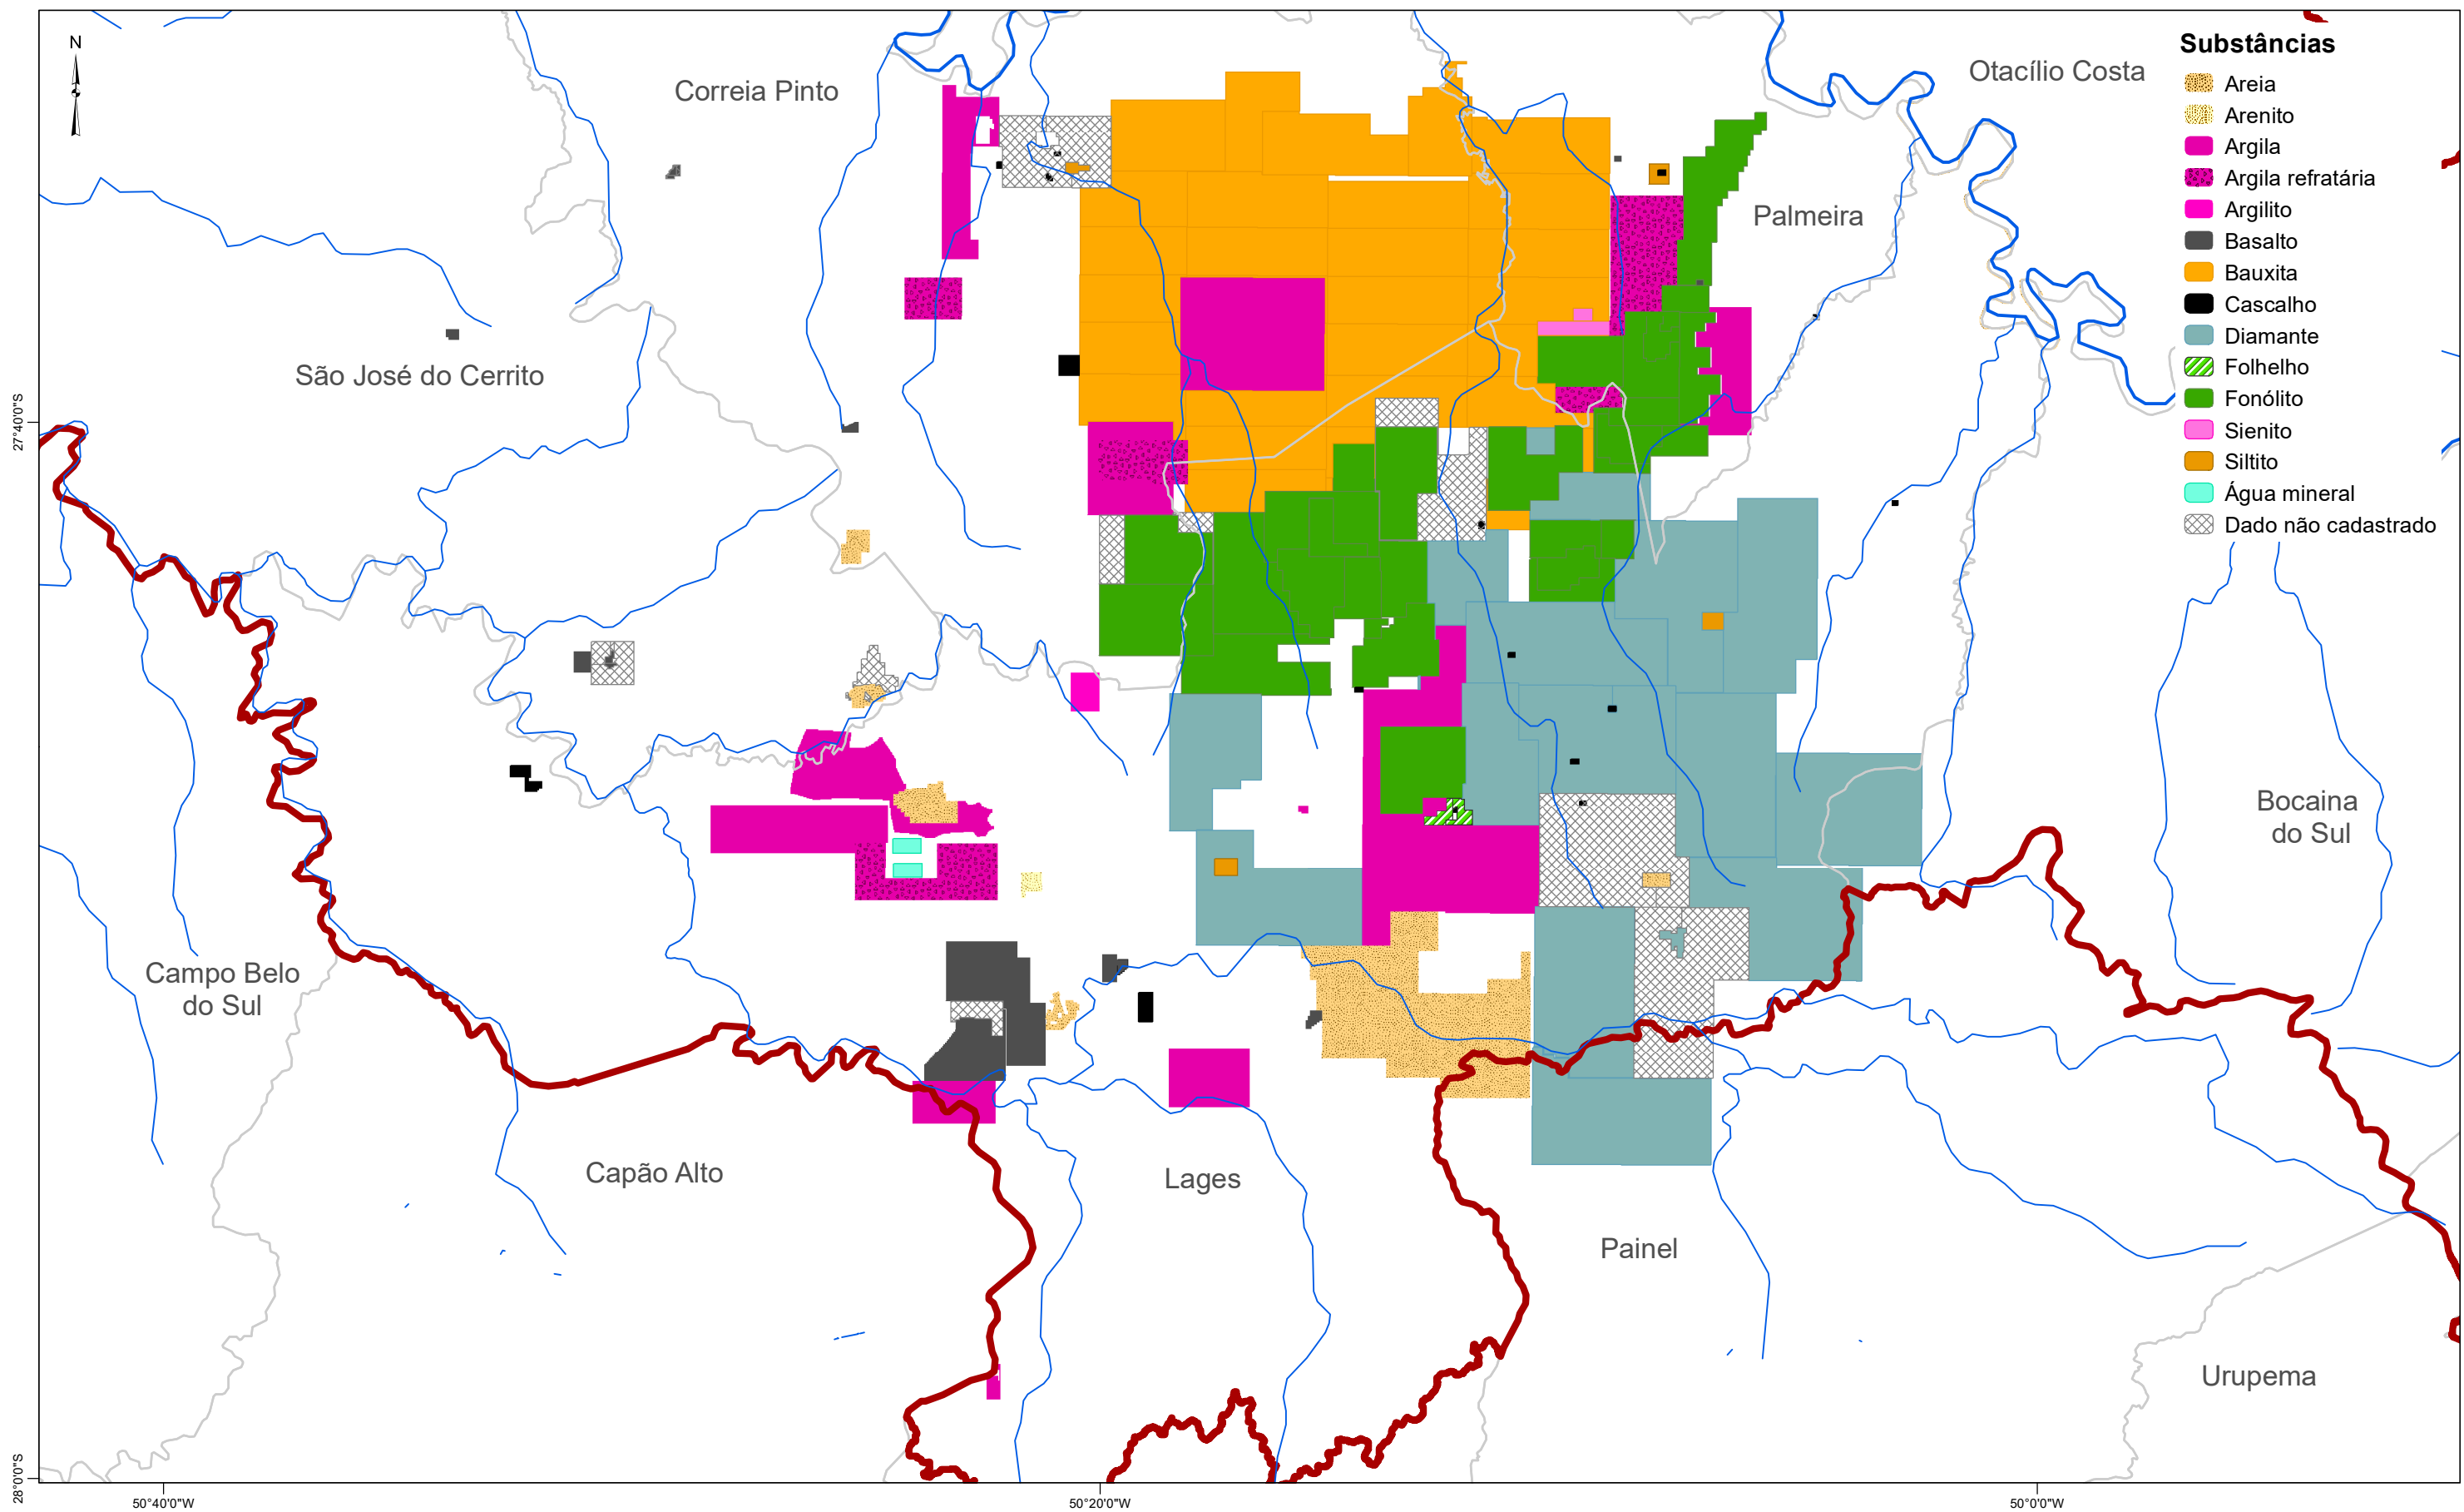 N
Correia Pinto
Otacílio Costa
Palmeira
São José do Cerrito
Bocaina
do Sul
Campo Belo
do Sul
Capão Alto
Lages
Painel
Urupema
Substâncias
Areia
Arenito
Argila
Argila refratária
Argilito
Basalto
Bauxita
Cascalho
Diamante
Folhelho
Fonólito
Sienito
Siltito
Água mineral
Dado não cadastrado
27°40'0"S
28°0'0"S
50°40'0"W
50°20'0"W
50°0'0"W